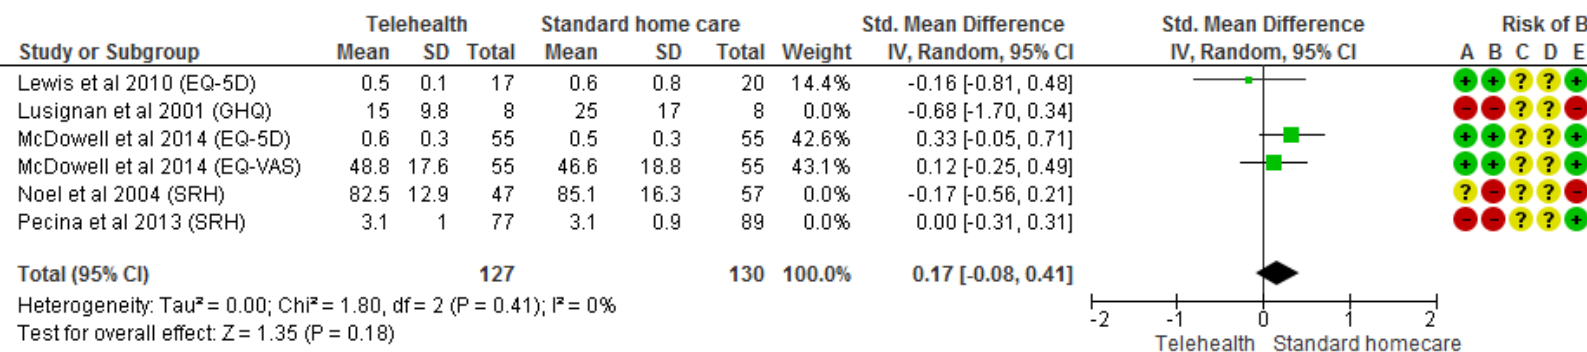 Telehealth Standard home care Std. Mean Difference Std. Mean Difference Risk of B
Study or Subgroup Mean SD Total Mean SD Total Weight IV, Random, 95% CI IV, Random, 95% CI A B C D E
Lewis et al 2010 (EQ-5D) 0.5 0.1 17 0.6 0.8 20 14.4% -0.16 [-0.81, 0.48] + + ? ? +
Lusignan et al 2001 (GHQ) 15 9.8 8 25 17 8 0.0% -0.68 [-1.70, 0.34] - - ? ? -
McDowell et al 2014 (EQ-5D) 0.6 0.3 55 0.5 0.3 55 42.6% 0.33 [-0.05, 0.71] + + ? ? +
McDowell et al 2014 (EQ-VAS) 48.8 17.6 55 46.6 18.8 55 43.1% 0.12 [-0.25, 0.49] + + ? ? +
Noel et al 2004 (SRH) 82.5 12.9 47 85.1 16.3 57 0.0% -0.17 [-0.56, 0.21] ? - ? ? -
Pecina et al 2013 (SRH) 3.1 1 77 3.1 0.9 89 0.0% 0.00 [-0.31, 0.31] - - ? ? +
Total (95% CI) 127 130 100.0% 0.17 [-0.08, 0.41]
Heterogeneity: Tau² = 0.00; Chi² = 1.80, df = 2 (P = 0.41); I² = 0%
Test for overall effect: Z = 1.35 (P = 0.18)
-2 -1 0 1 2
Telehealth Standard homecare